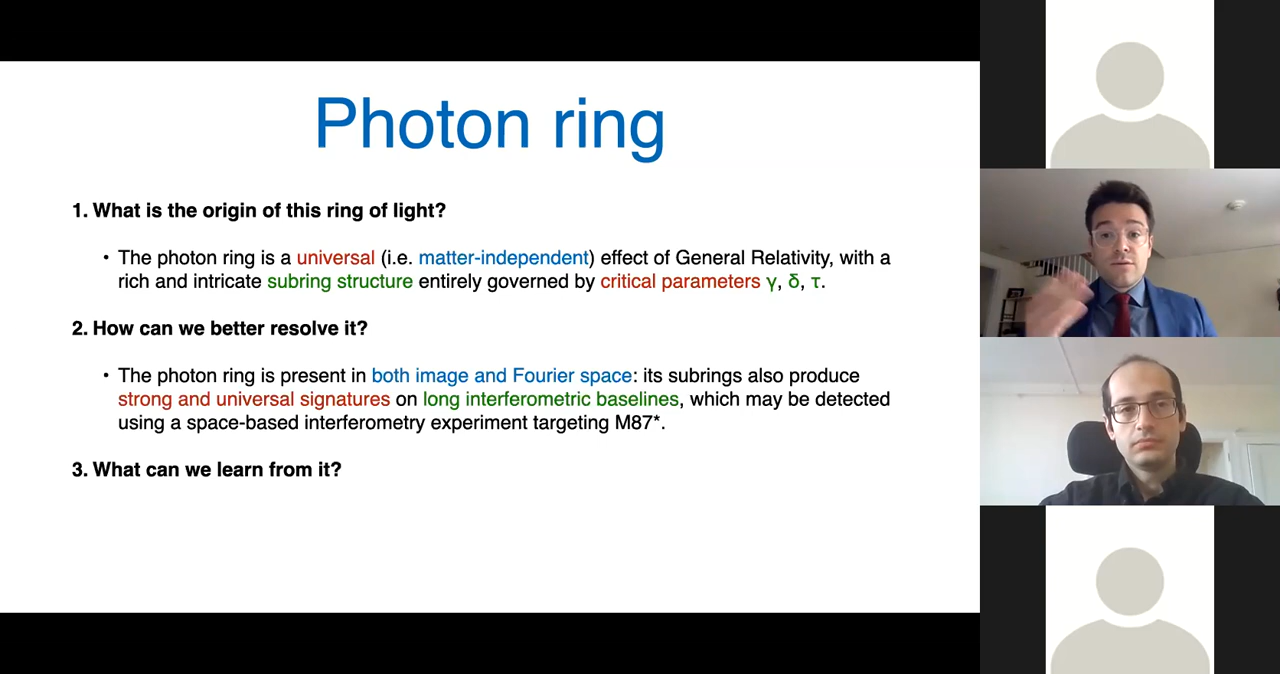 Photon ring
1. What is the origin of this ring of light?
• The photon ring is a universal (i.e. matter-independent) effect of General Relativity, with a
rich and intricate subring structure entirely governed by critical parameters γ, δ, τ.
2. How can we better resolve it?
• The photon ring is present in both image and Fourier space: its subrings also produce
strong and universal signatures on long interferometric baselines, which may be detected
using a space-based interferometry experiment targeting M87*.
3. What can we learn from it?